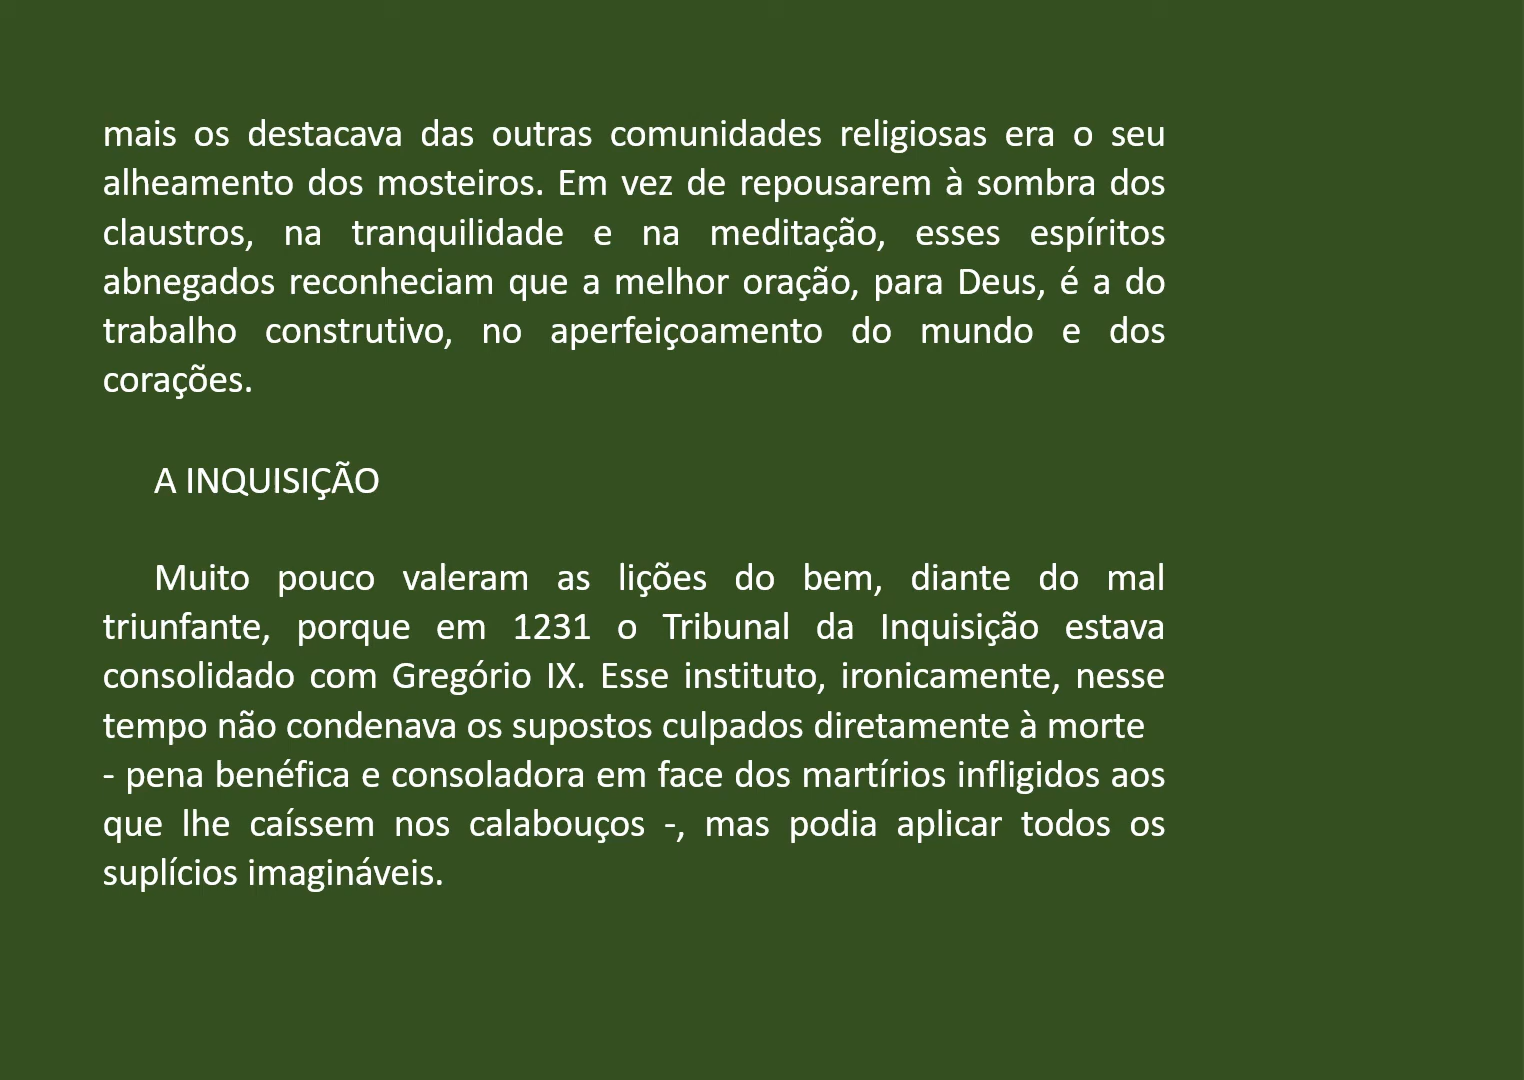 mais os destacava das outras comunidades religiosas era o seu
alheamento dos mosteiros. Em vez de repousarem à sombra dos
claustros, na tranquilidade e na meditação, esses espíritos
abnegados reconheciam que a melhor oração, para Deus, é a do
trabalho construtivo, no aperfeiçoamento do mundo e dos
corações.
A INQUISIÇÃO
Muito pouco valeram as lições do bem, diante do mal
triunfante, porque em 1231 o Tribunal da Inquisição estava
consolidado com Gregório IX. Esse instituto, ironicamente, nesse
tempo não condenava os supostos culpados diretamente à morte
- pena benéfica e consoladora em face dos martírios infligidos aos
que lhe caíssem nos calabouços -, mas podia aplicar todos os
suplícios imagináveis.